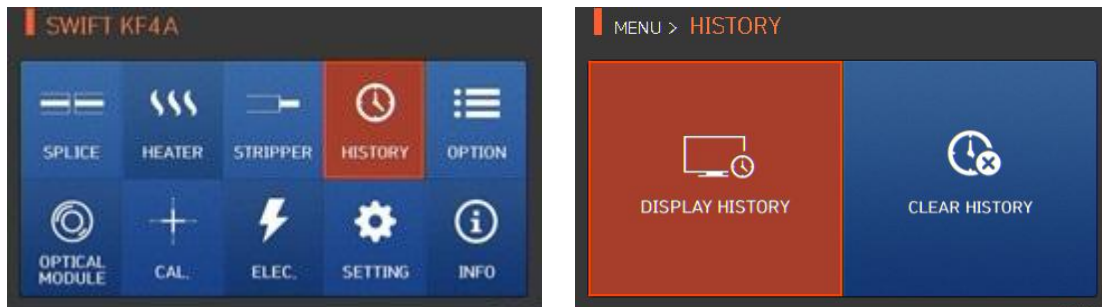 SWIFT KF4A
SPLICE
HEATER
STRIPPER
HISTORY
OPTION
OPTICAL
MODULE
CAL.
ELEC.
SETTING
INFO
MENU > HISTORY
DISPLAY HISTORY
CLEAR HISTORY